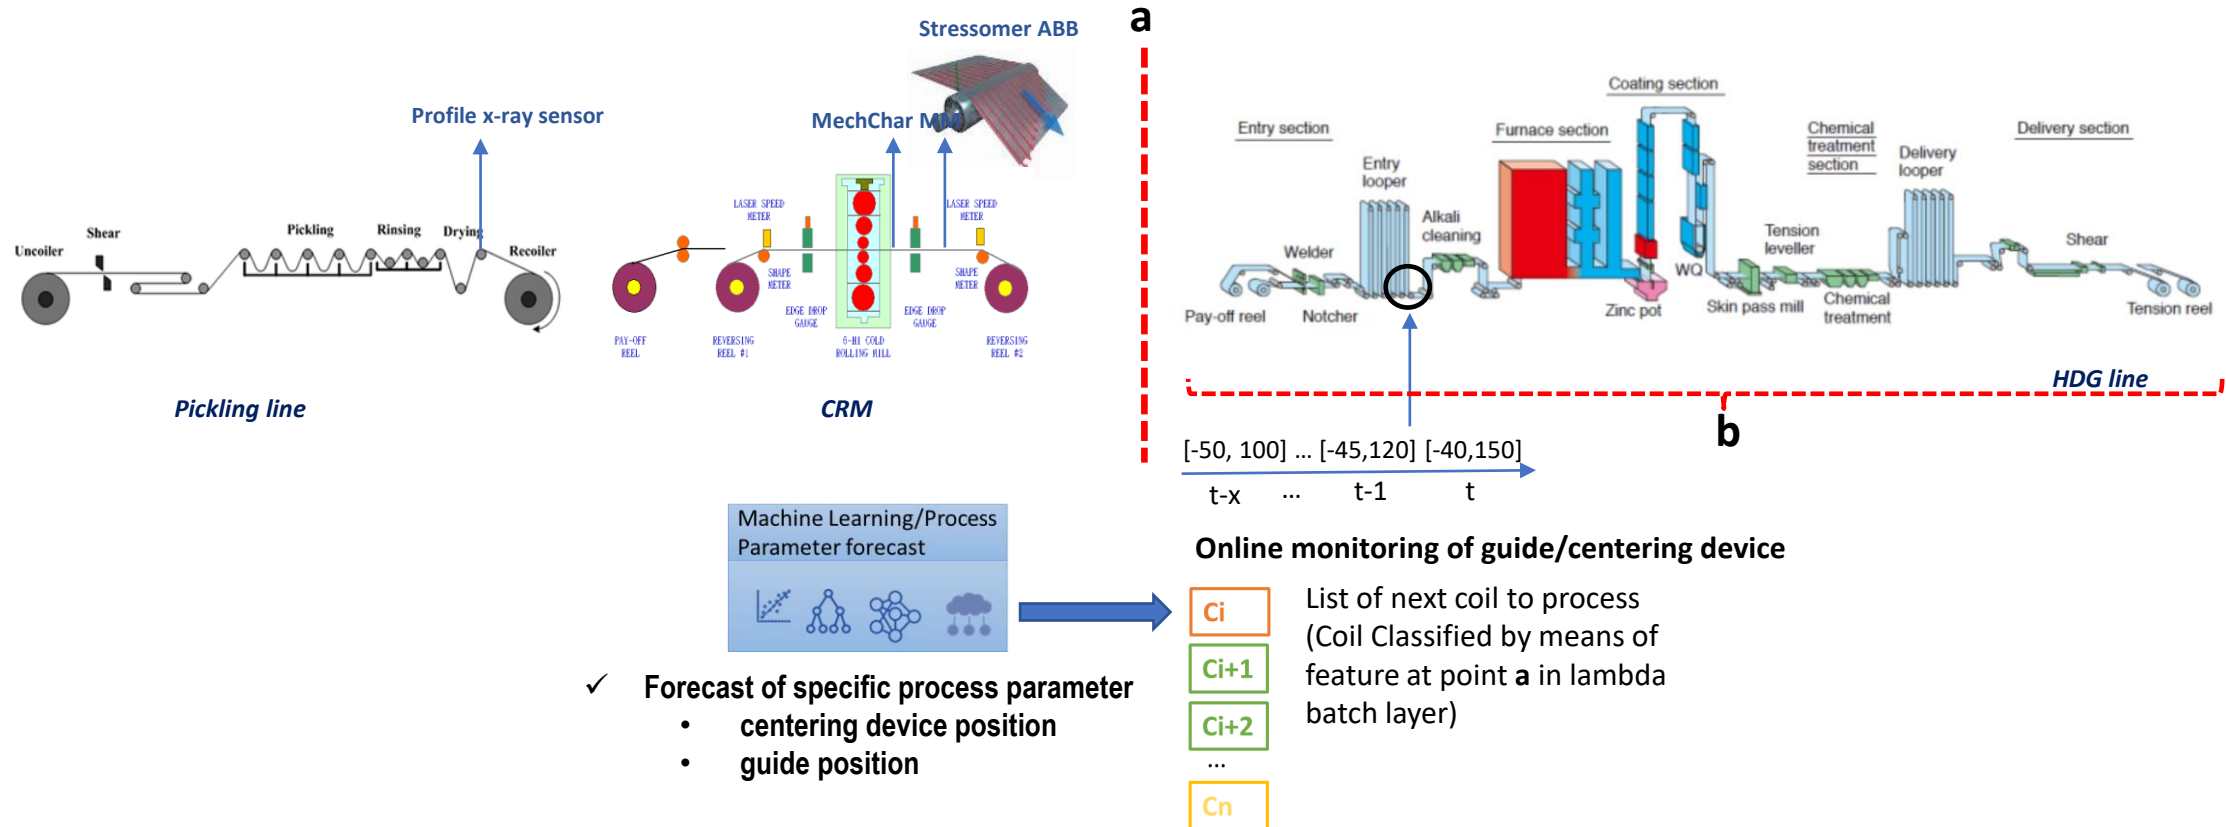 a
Stressomer ABB
Profile x-ray sensor
MechChar MM
Uncoiler
Shear
Pickling
Rinsing
Drying
Recoiler
LASER SPEED
METER
LASER SPEED
METER
SHAPE
METER
SHAPE
METER
EDGE DROP
GAUGE
EDGE DROP
GAUGE
PAY-OFF
REEL
REVERSING
REEL #1
6-HI COLD
ROLLING MILL
REVERSING
REEL #2
Pickling line
CRM
Entry section
Furnace section
Coating section
Chemical
treatment
section
Delivery section
Entry
looper
Delivery
looper
Alkali
cleaning
Welder
Tension
leveller
Shear
WQ
Pay-off reel
Notcher
Zinc pot
Skin pass mill
Chemical
treatment
Tension reel
HDG line
b
[-50, 100] ... [-45,120] [-40,150]
t-x ... t-1 t
Online monitoring of guide/centering device
Machine Learning/Process
Parameter forecast
✓ Forecast of specific process parameter
• centering device position
• guide position
Ci
Ci+1
Ci+2
...
Cn
List of next coil to process
(Coil Classified by means of
feature at point a in lambda
batch layer)